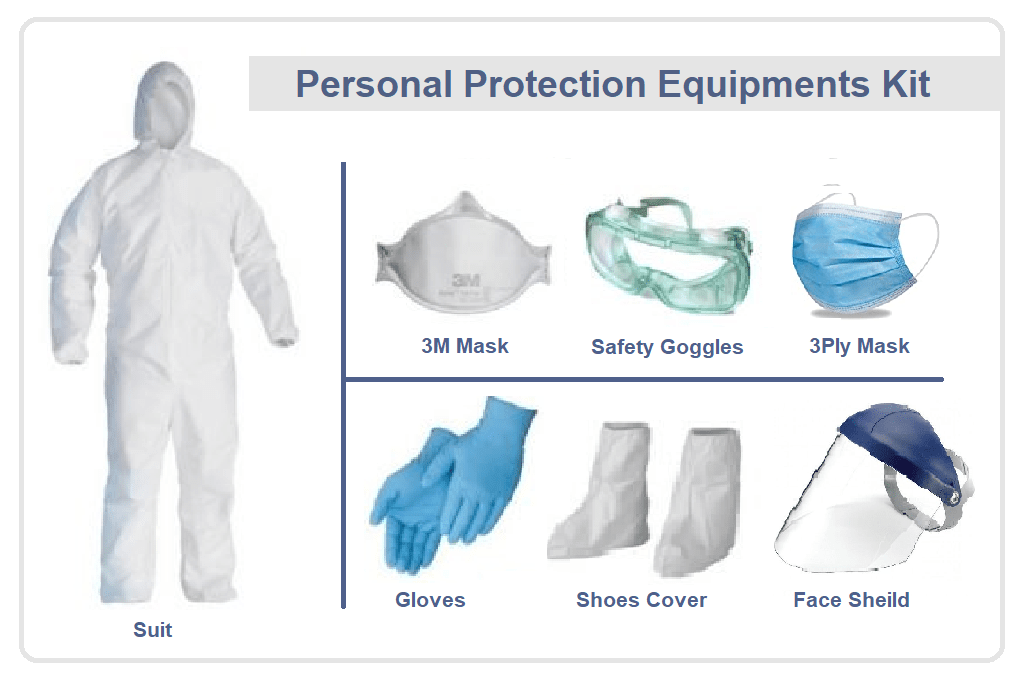 Personal Protection Equipments Kit
3M
3M Mask
Safety Goggles
3Ply Mask
Gloves
Shoes Cover
Face Sheild
Suit